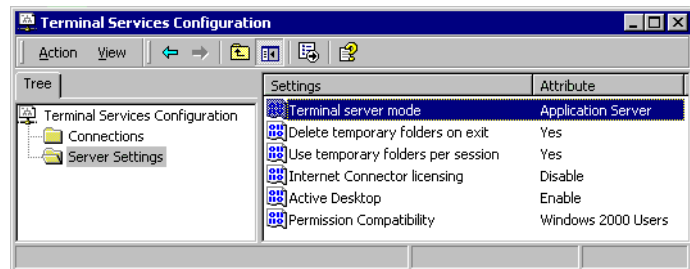 Terminal Services Configuration
Action View
Tree
Terminal Services Configuration
Connections
Server Settings
Settings Attribute
Terminal server mode Application Server
Delete temporary folders on exit Yes
Use temporary folders per session Yes
Internet Connector licensing Disable
Active Desktop Enable
Permission Compatibility Windows 2000 Users